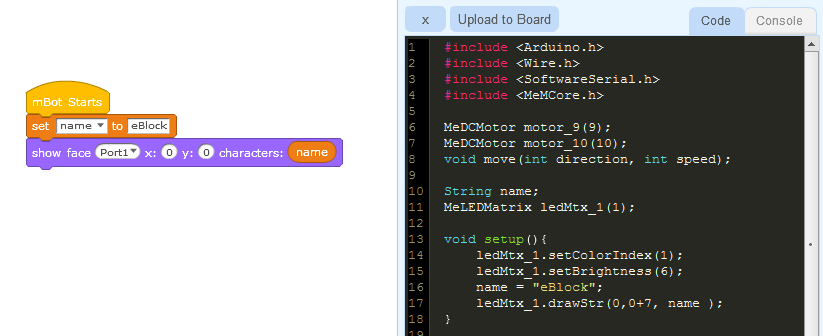 x
Upload to Board
Code
Console
mBot Starts
set name to eBlock
show face Port1 x: 0 y: 0 characters: name
1 #include <Arduino.h>
2 #include <Wire.h>
3 #include <SoftwareSerial.h>
4 #include <MeMCore.h>
5
6 MeDCMotor motor_9(9);
7 MeDCMotor motor_10(10);
8 void move(int direction, int speed);
9
10 String name;
11 MeLEDMatrix ledMtx_1(1);
12
13 void setup(){
14 ledMtx_1.setColorIndex(1);
15 ledMtx_1.setBrightness(6);
16 name = "eBlock";
17 ledMtx_1.drawStr(0,0+7, name );
18 }
19